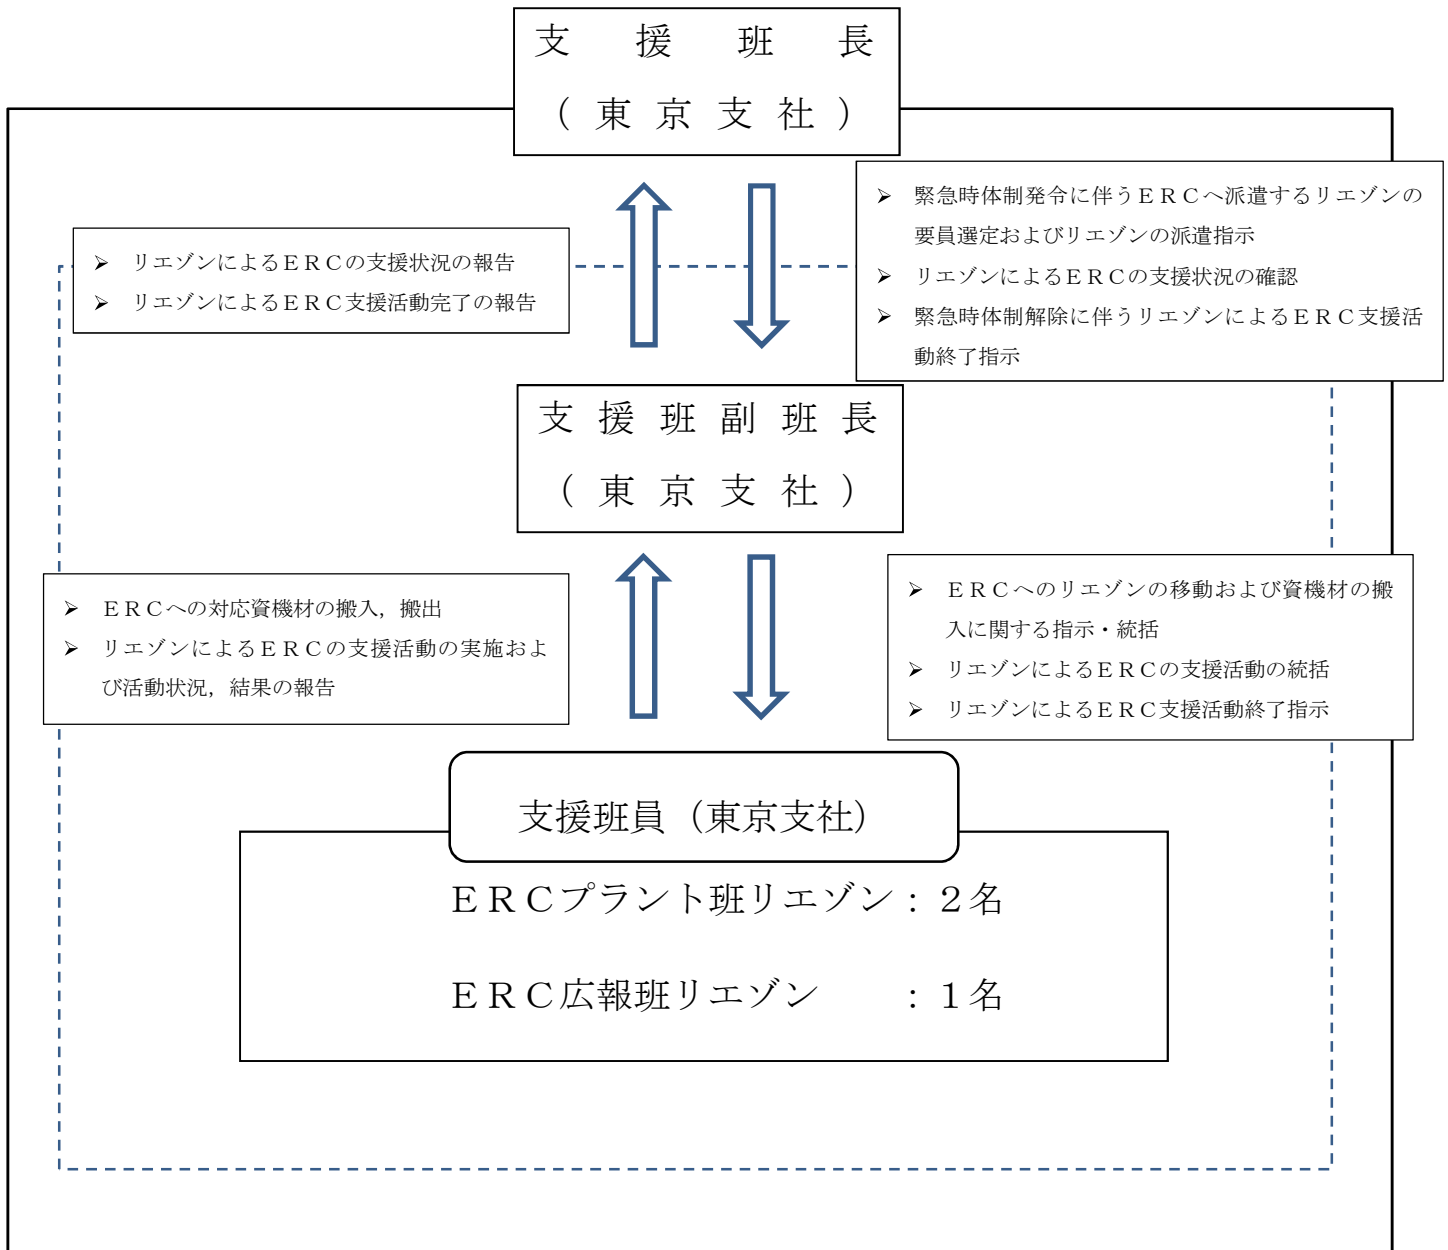 支援班長
(東京支社)
➢ 緊急時体制発令に伴うＥＲＣへ派遣するリエゾンの
要員選定およびリエゾンの派遣指示
➢ リエゾンによるＥＲＣの支援状況の確認
➢ 緊急時体制解除に伴うリエゾンによるＥＲＣ支援活
動終了指示
➢ リエゾンによるＥＲＣの支援状況の報告
➢ リエゾンによるＥＲＣ支援活動完了の報告
支援班副班長
(東京支社)
➢ ＥＲＣへのリエゾンの移動および資機材の搬
入に関する指示・統括
➢ リエゾンによるＥＲＣの支援活動の統括
➢ リエゾンによるＥＲＣ支援活動終了指示
➢ ＥＲＣへの対応資機材の搬入，搬出
➢ リエゾンによるＥＲＣの支援活動の実施およ
び活動状況，結果の報告
支援班員（東京支社）
ＥＲＣプラント班リエゾン：２名
ＥＲＣ広報班リエゾン　　：１名